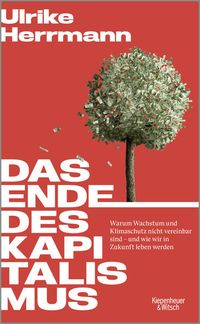 Ulrike
Herrmann
DAS
ENDE
DES
KAPI
TALIS
MUS
Warum Wachstum und
Klimaschutz nicht vereinbar
sind – und wie wir in
Zukunft leben werden
Kiepenheuer
& Witsch